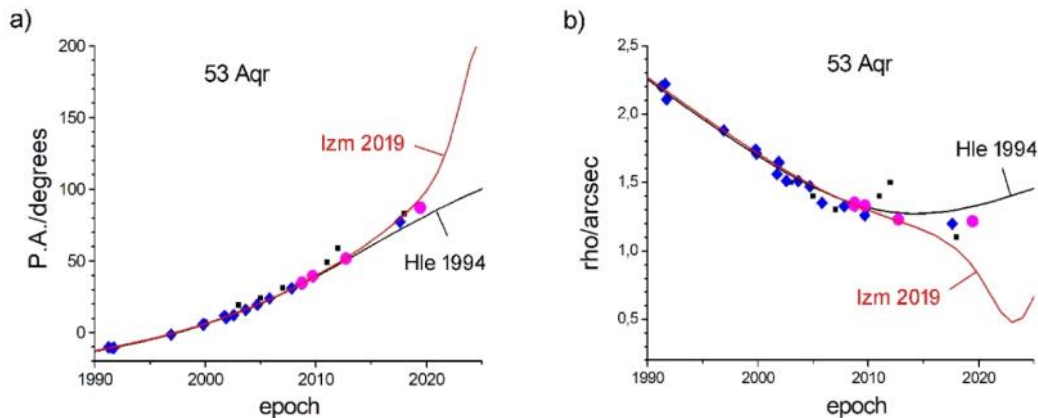 a)
53 Aqr
P.A./degrees
200
150
100
50
0
Izm 2019
Hle 1994
1990 2000 2010 2020
epoch
b)
53 Aqr
rho/arcsec
2,5
2,0
1,5
1,0
0,5
Hle 1994
Izm 2019
1990 2000 2010 2020
epoch